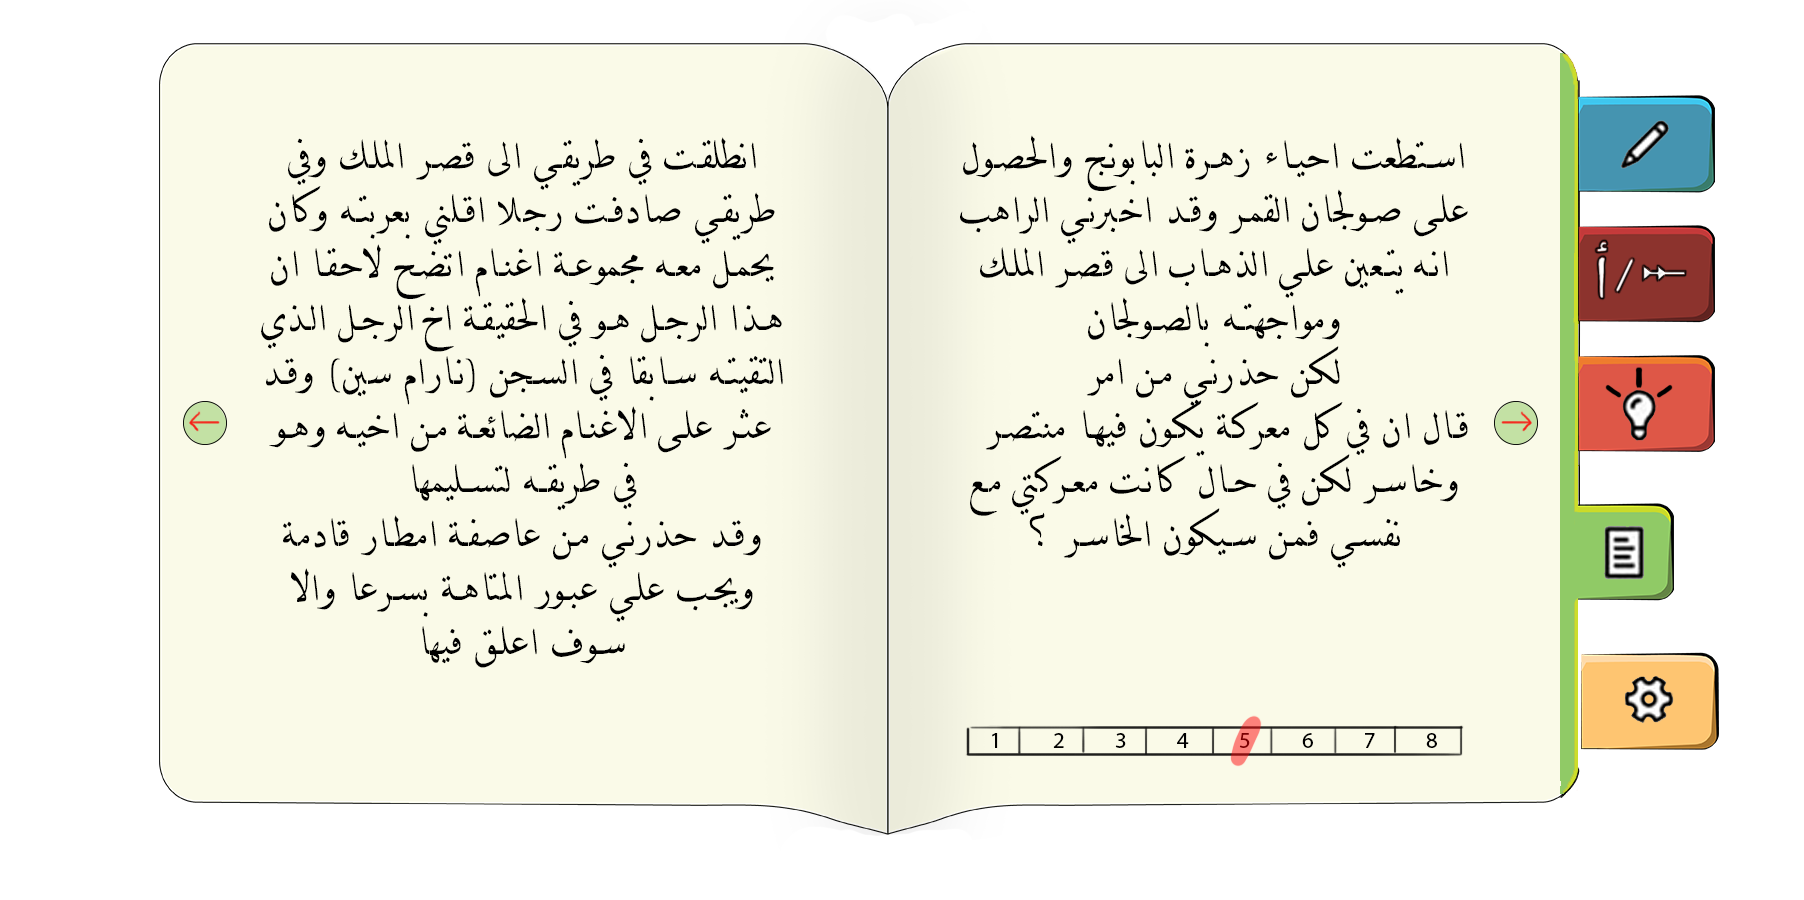 استطعت احياء زهرة البابونج والحصول
على صولجان القمر وقد اخبرني الراهب
انه يتعين علي الذهاب الى قصر الملك
ومواجهته بالصولجان
لكن حذرني من امر
قال ان في كل معركة يكون فيها منتصر
وخاسر لكن في حال كانت معركتي مع
نفسي فمن سيكون الخاسر ؟
1 2 3 4 5 6 7 8
انطلقت في طريقي الى قصر الملك وفي
طريقي صادفت رجلا اقلني بعربته وكان
يحمل معه مجموعة اغنام اتضح لاحقا ان
هذا الرجل هو في الحقيقة اخ الرجل الذي
التقيته سابقا في السجن (نارام سين) وقد
عثر على الاغنام الضائعة من اخيه وهو
في طريقه لتسليمها
وقد حذرني من عاصفة امطار قادمة
ويجب علي عبور المتاهة بسرعا والا
سوف اعلق فيها
أ /